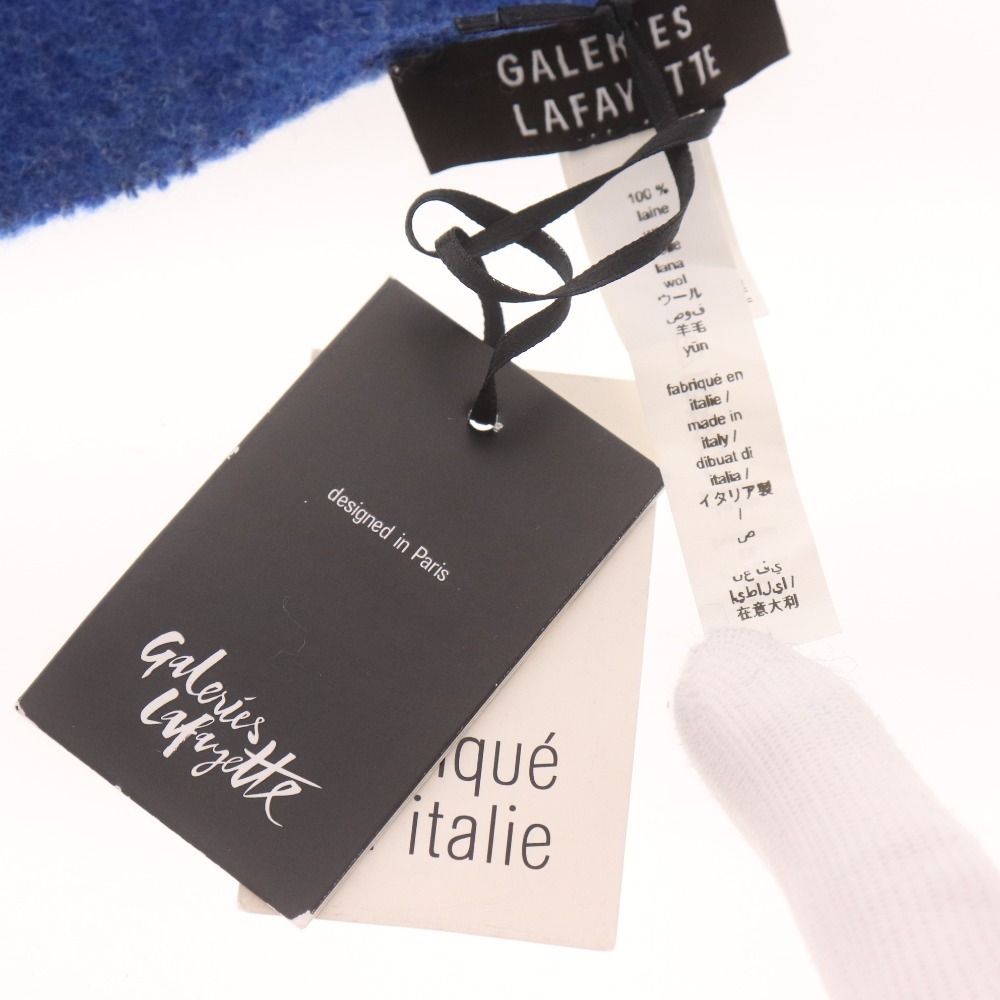 GALERIES
LAFAYETTE
100 %
laine
lana
wol
ウール
羊毛
yün
fabriqué en
italie /
made in
italy /
dibuat di
italia /
イタリア製
/
ص
在意大利
designed in Paris
Galeries
Lafayette
iqué
italie